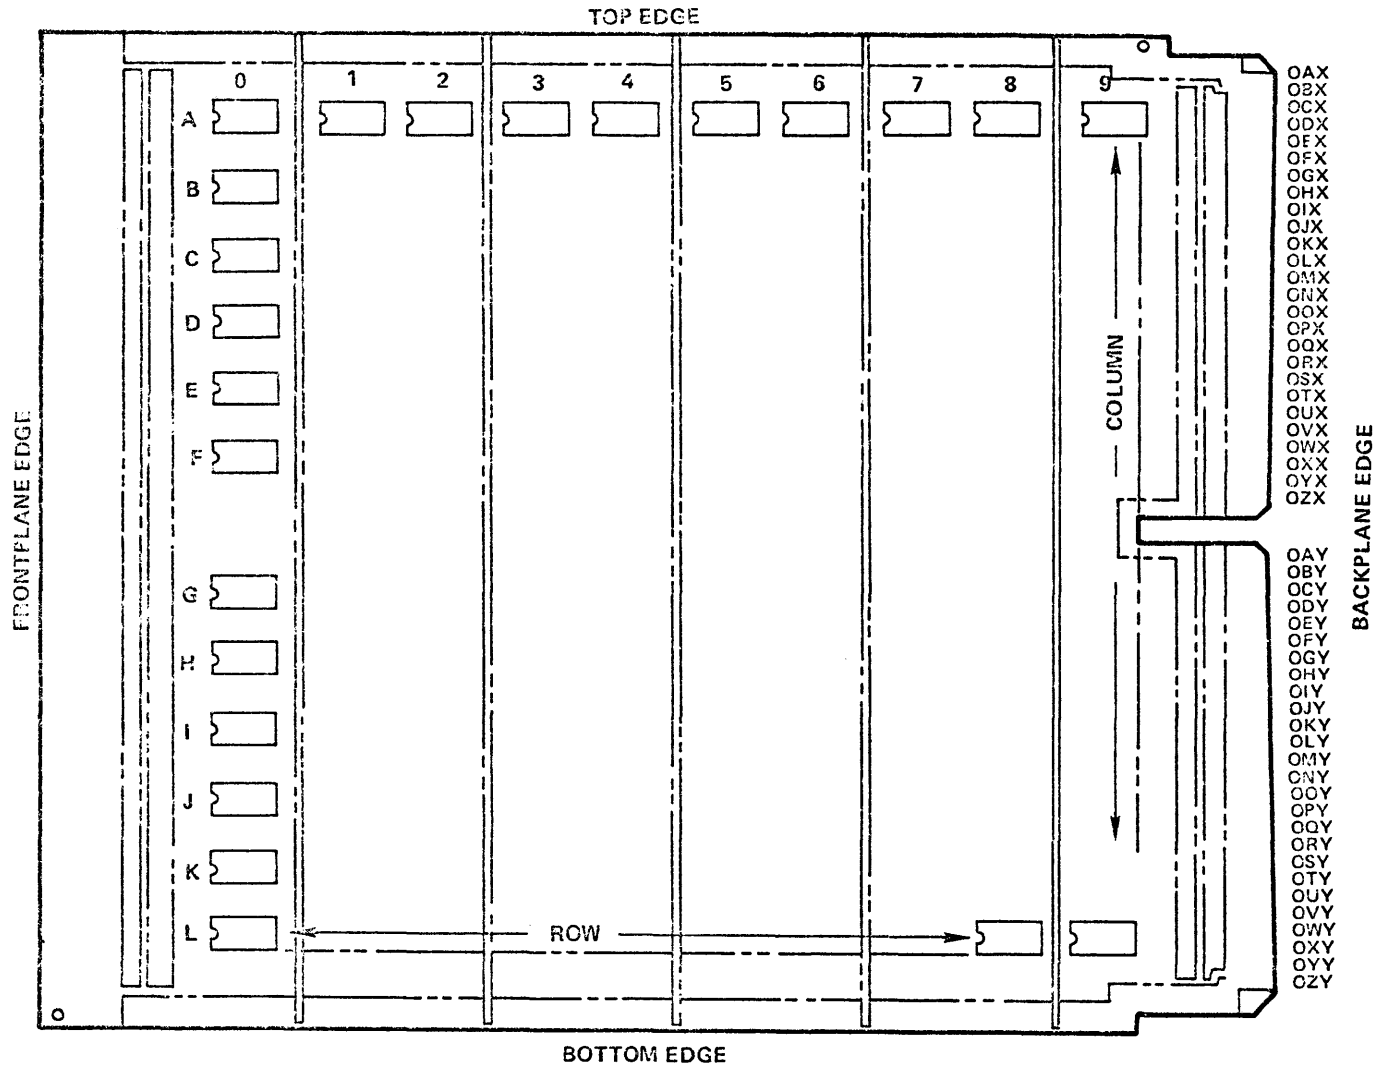 TOP EDGE
0 1 2 3 4 5 6 7 8 9
A
B
C
D
E
F
G
H
I
J
K
L
ROW
COLUMN
FRONTPLANE EDGE
BACKPLANE EDGE
BOTTOM EDGE
OAX
OBX
OCX
ODX
OEX
OFX
OGX
OHX
OIX
OJX
OKX
OLX
OMX
ONX
OOX
OPX
OQX
ORX
OSX
OTX
OUX
OVX
OWX
OXX
OYX
OZX
OAY
OBY
OCY
ODY
OEY
OFY
OGY
OHY
OIY
OJY
OKY
OLY
OMY
ONY
OOY
OPY
OQY
ORY
OSY
OTY
OUY
OVY
OWY
OXY
OYY
OZY